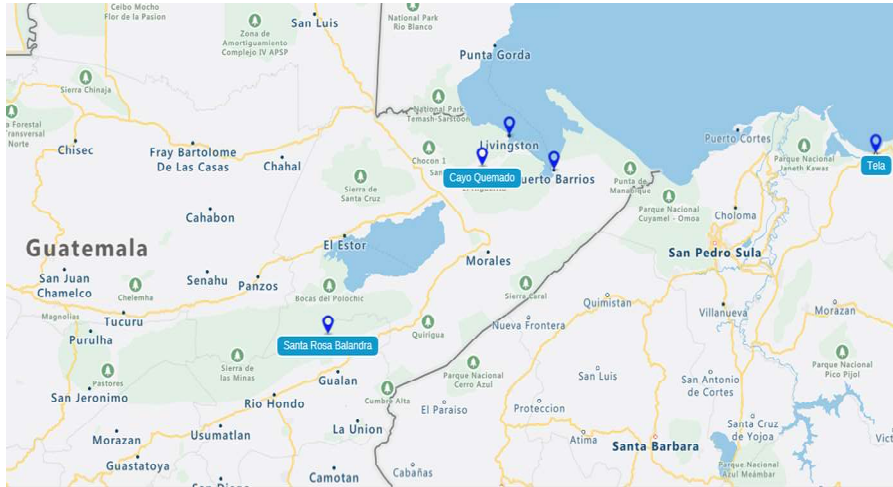 Ceibo Mocho
Flor de la Pasion
San Luis
National Park
Rio Blanco
Zona de
Amortiguamiento
Complejo IV APSP
Punta Gorda
Sierra Chinaja
National Park
Temash-Sarstoon
a Forestal
Transversal
Norte
Livingston
Puerto Cortes
Chisec
Fray Bartolome
De Las Casas
Chahal
Chocon
Cayo Quemado
uerto Barrios
Parque Nacional
Janeth Kawas
Tela
Sierra de
Santa Cruz
Punta de
Manabique
Cahabon
Parque Nacional
Cuyamel - Omoa
Choloma
Guatemala
El Estor
San Pedro Sula
Morales
San Juan
Chamelco
Senahu
Panzos
Chelemha
Bocas del Polochic
Sierra Caral
Quimistan
Villanueva
Morazan
Magnolias
Tucuru
Purulha
Santa Rosa Balandra
Quirigua
Nueva Frontera
Sierra de
las Minas
Parque Nacional
Cerro Azul
Parque Nacional
Pico Pijol
Pastores
San Jeronimo
Gualan
San Luis
San Antonio
de Cortes
Rio Hondo
Cumbre Alta
El Paraiso
Proteccion
Santa Cruz
de Yojoa
Morazan
Usumatlan
La Union
Atima
Santa Barbara
Vict
Guastatoya
Camotan
Cabañas
Parque Nacional
Azul Meámbar
San Diego